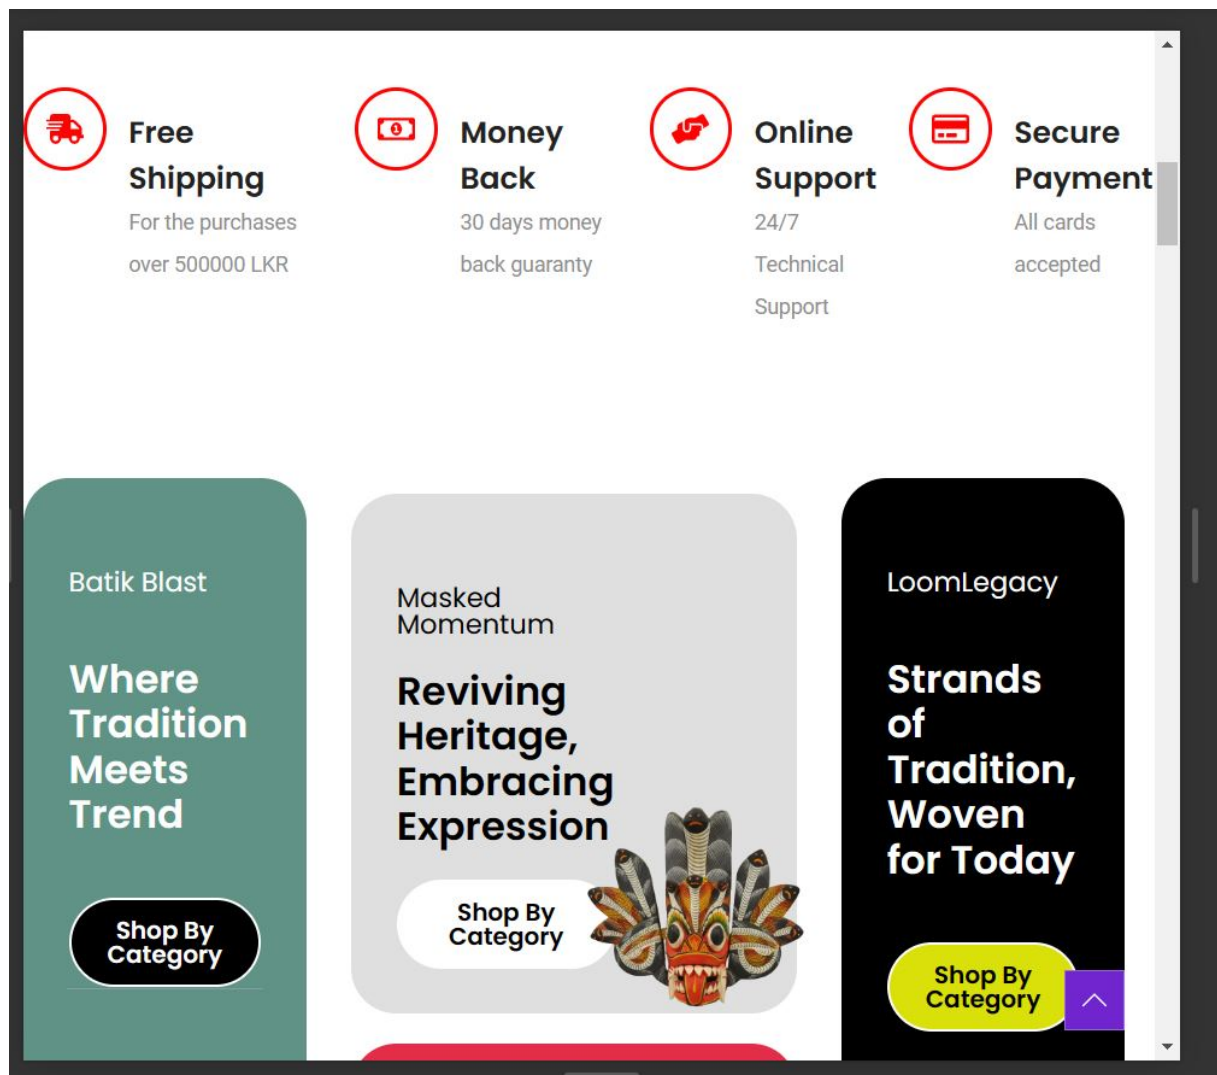 Free
Shipping
For the purchases
over 500000 LKR
Money
Back
30 days money
back guaranty
Online
Support
24/7
Technical
Support
Secure
Payment
All cards
accepted
Batik Blast
Where
Tradition
Meets
Trend
Shop By
Category
Masked
Momentum
Reviving
Heritage,
Embracing
Expression
Shop By
Category
LoomLegacy
Strands
of
Tradition,
Woven
for Today
Shop By
Category